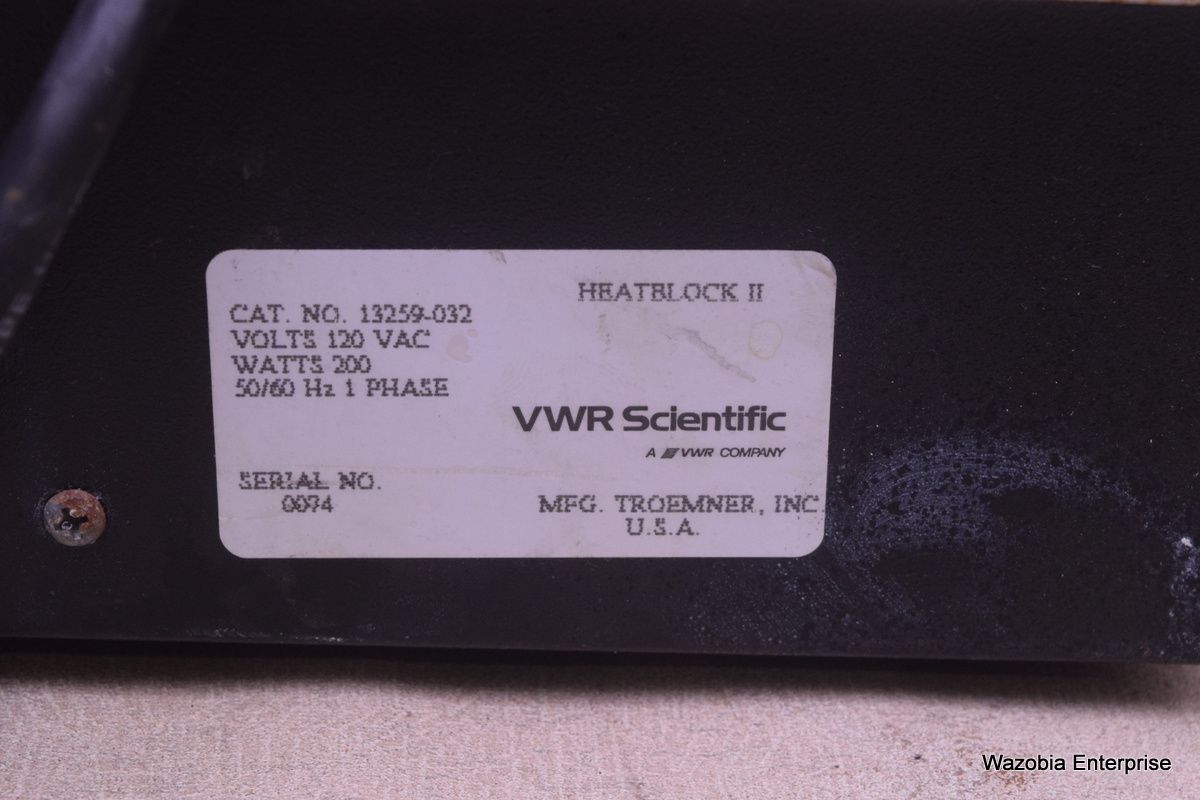 HEATBLOCK II
CAT. NO. 13259-032
VOLTS 120 VAC
WATTS 200
50/60 Hz 1 PHASE
VWR Scientific
A VWR COMPANY
SERIAL NO.
0094
MFG. TROEMNER, INC.
U.S.A.
Wazobia Enterprise